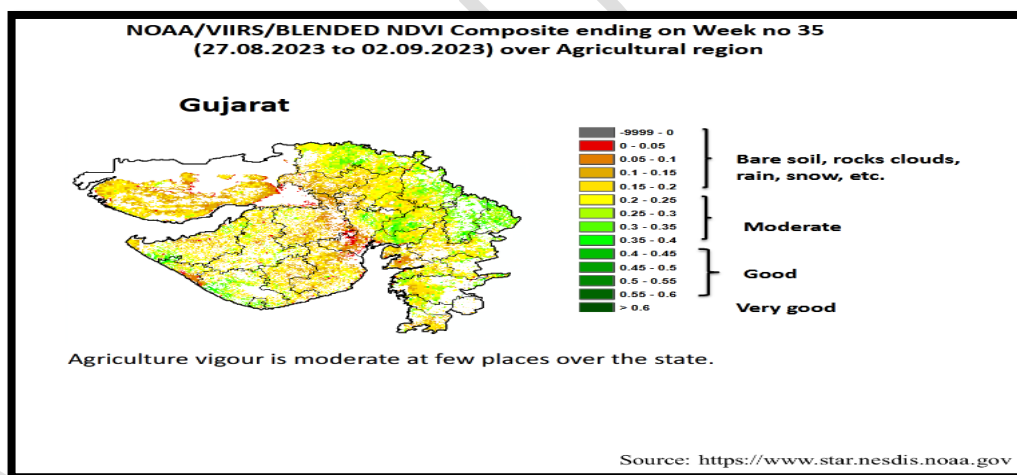 NOAA/VIIRS/BLENDED NDVI Composite ending on Week no 35
(27.08.2023 to 02.09.2023) over Agricultural region
Gujarat
-9999 - 0
0 - 0.05
0.05 - 0.1
0.1 - 0.15
0.15 - 0.2
0.2 - 0.25
0.25 - 0.3
0.3 - 0.35
0.35 - 0.4
0.4 - 0.45
0.45 - 0.5
0.5 - 0.55
0.55 - 0.6
> 0.6
Bare soil, rocks clouds,
rain, snow, etc.
Moderate
Good
Very good
Agriculture vigour is moderate at few places over the state.
Source: https://www.star.nesdis.noaa.gov